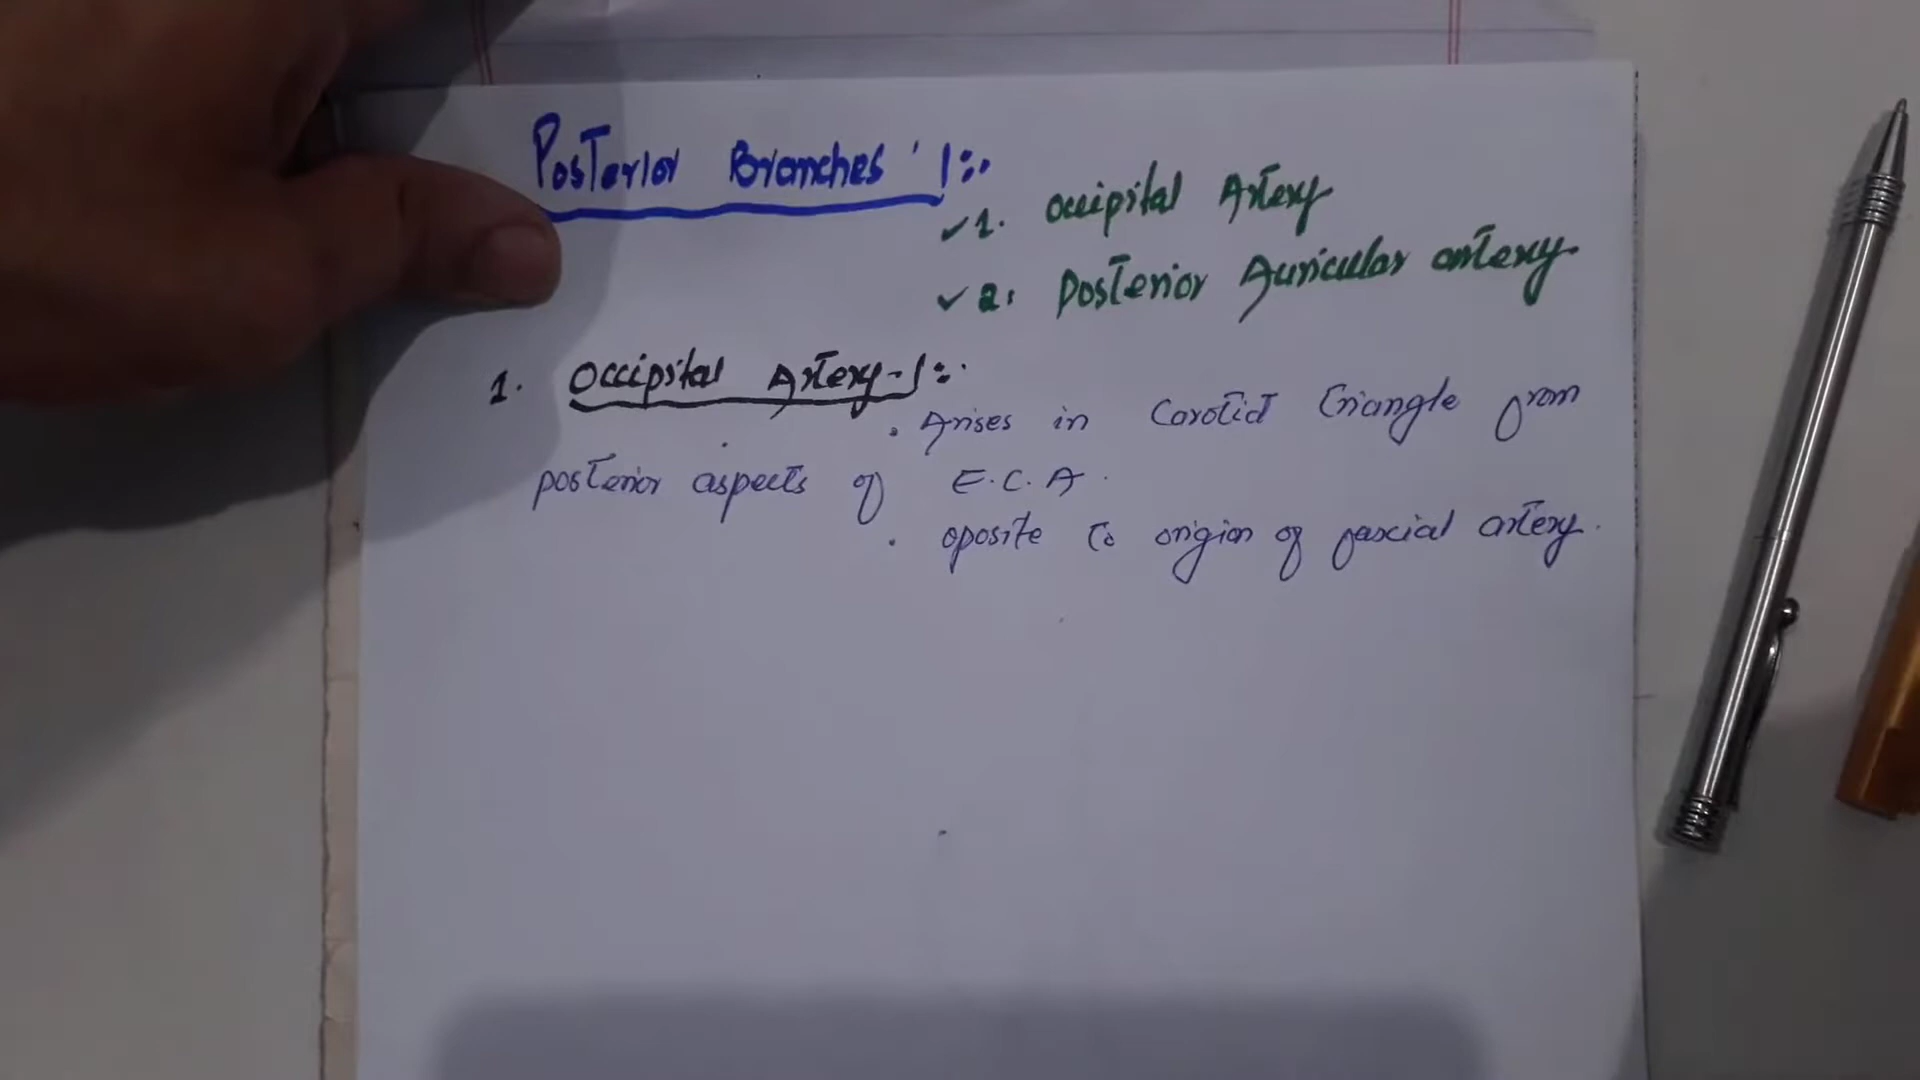 Posterior Branches :-
✓1. Occipital Artery
✓2. Posterior Auricular artery.
1. Occipital Artery-:-
• Arises in Carotid triangle from
posterior aspects of E.C.A.
• oposite to origion of fascial artery.